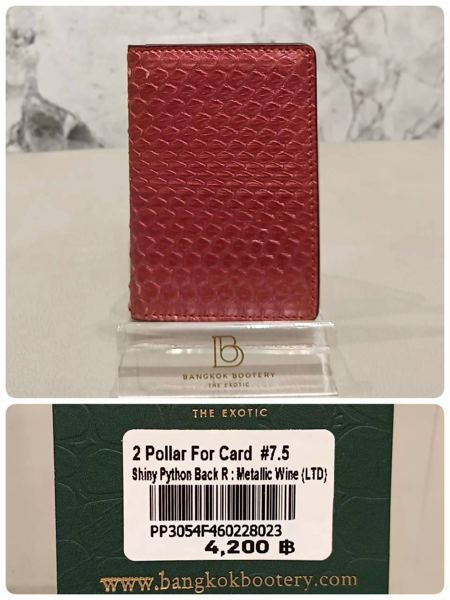 B
BANGKOK BOOTERY
THE EXOTIC
THE EXOTIC
2 Pollar For Card #7.5
Shiny Python Back R : Metallic Wine {LTD}
PP3054F460228023
4,200 ฿
www.bangkokbootery.com